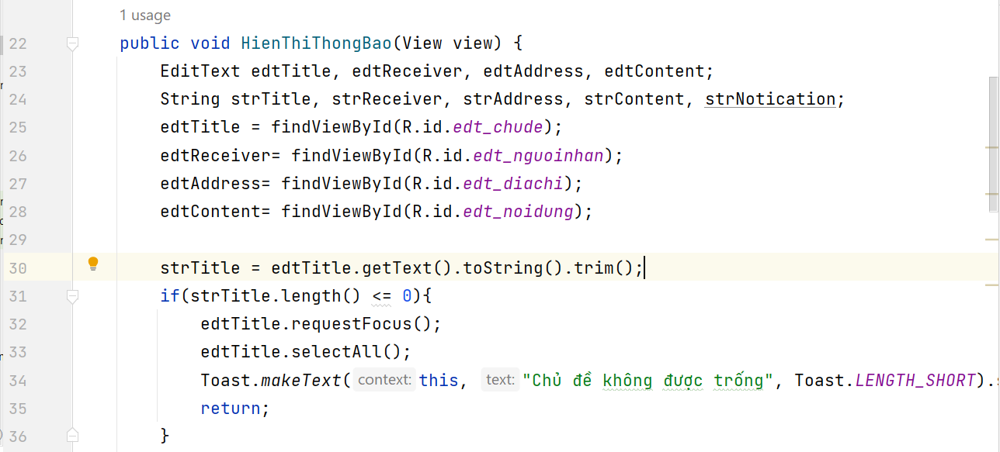 1 usage
22 public void HienThiThongBao(View view) {
23 EditText edtTitle, edtReceiver, edtAddress, edtContent;
24 String strTitle, strReceiver, strAddress, strContent, strNotication;
25 edtTitle = findViewById(R.id.edt_chude);
26 edtReceiver= findViewById(R.id.edt_nguoinhan);
27 edtAddress= findViewById(R.id.edt_diachi);
28 edtContent= findViewById(R.id.edt_noidung);
29
30 strTitle = edtTitle.getText().toString().trim();
31 if(strTitle.length() <= 0){
32 edtTitle.requestFocus();
33 edtTitle.selectAll();
34 Toast.makeText( context: this, text: "Chủ đề không được trống", Toast.LENGTH_SHORT).
35 return;
36 }